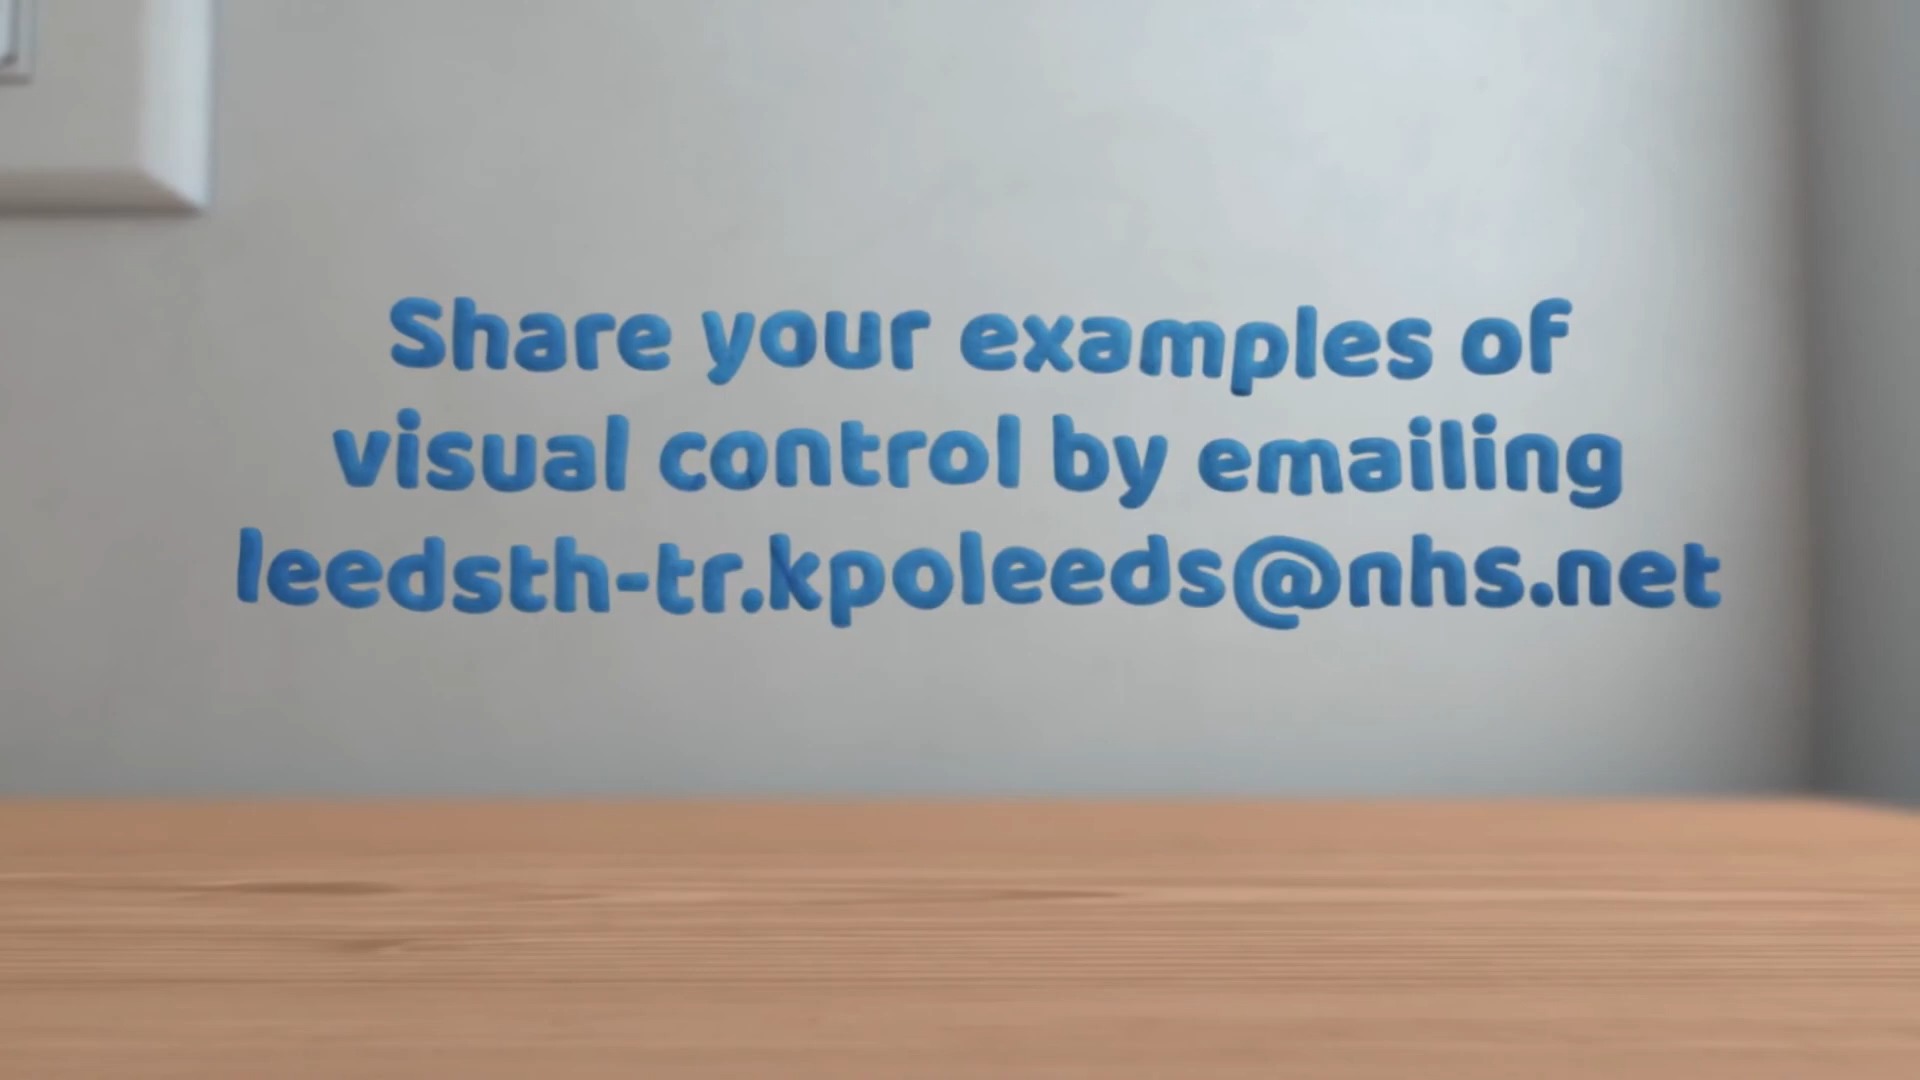 Share your examples of
visual control by emailing
leedsth-tr.kpoleeds@nhs.net